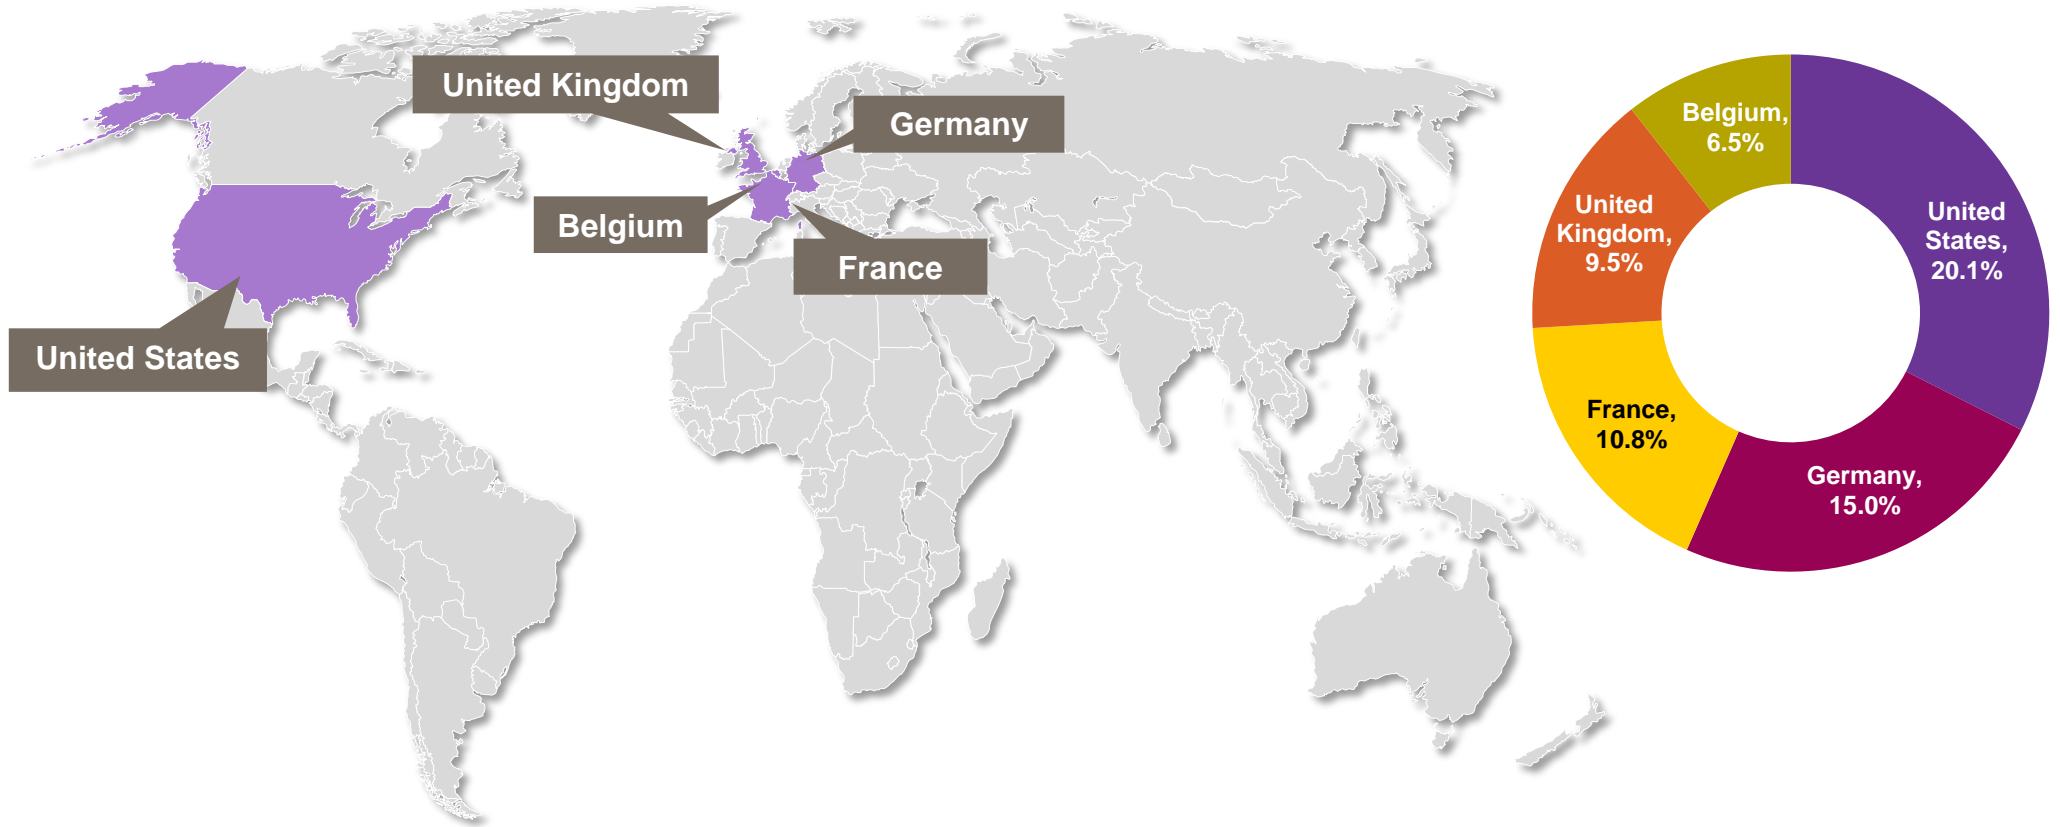 United Kingdom
Germany
Belgium
France
United States
Belgium,
6.5%
United
Kingdom,
9.5%
United
States,
20.1%
France,
10.8%
Germany,
15.0%